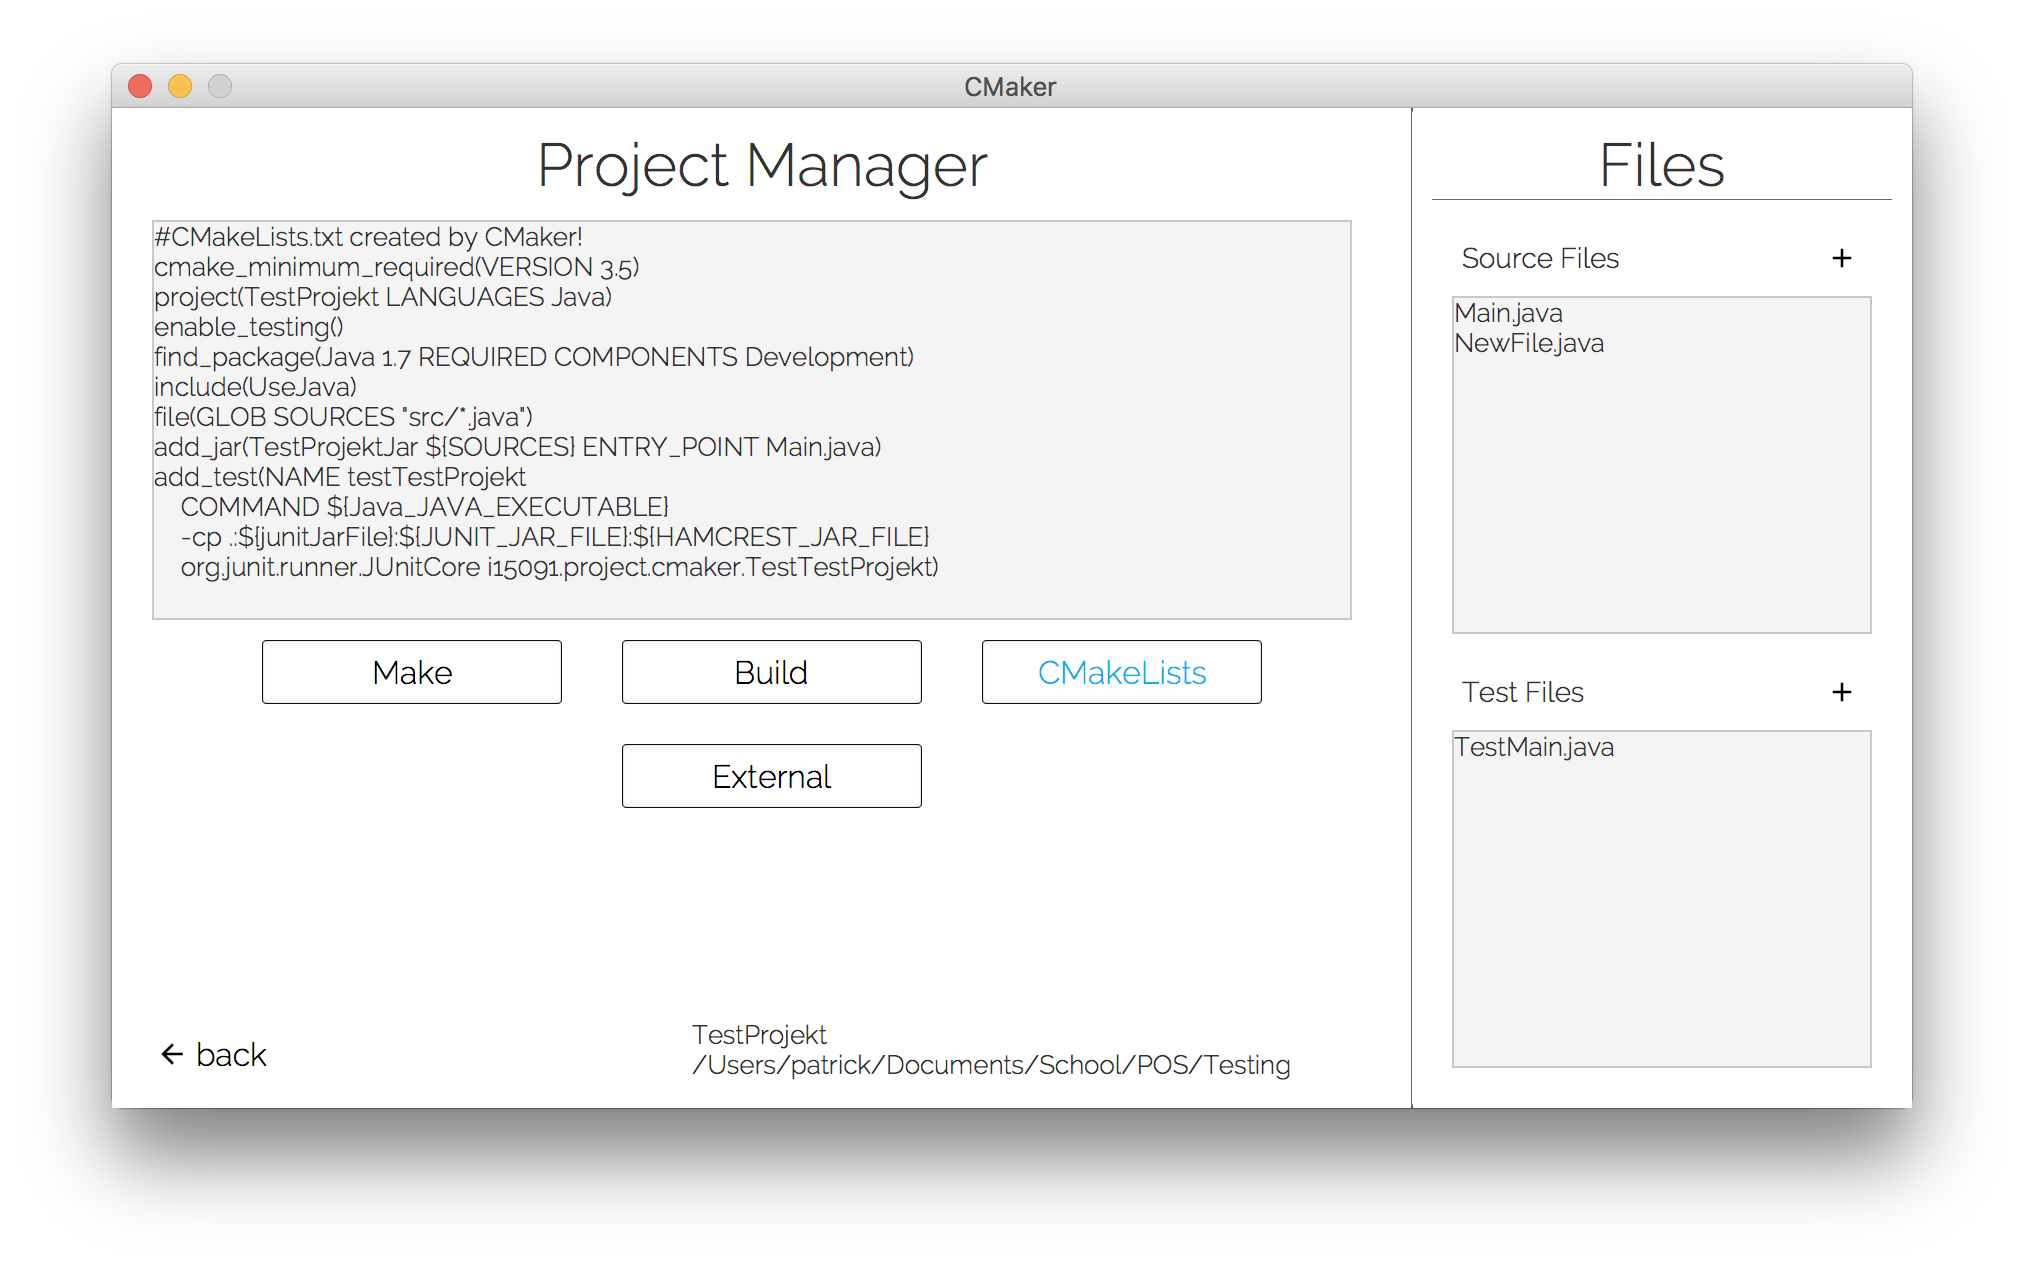 CMaker
Project Manager
#CMakeLists.txt created by CMaker!
cmake_minimum_required(VERSION 3.5)
project(TestProjekt LANGUAGES Java)
enable_testing()
find_package(Java 1.7 REQUIRED COMPONENTS Development)
include(UseJava)
file(GLOB SOURCES "src/*.java")
add_jar(TestProjektJar ${SOURCES} ENTRY_POINT Main.java)
add_test(NAME testTestProjekt
    COMMAND ${Java_JAVA_EXECUTABLE}
    -cp .:${junitJarFile}:${JUNIT_JAR_FILE}:${HAMCREST_JAR_FILE}
    org.junit.runner.JUnitCore i15091.project.cmaker.TestTestProjekt)
Make
Build
CMakeLists
External
← back
TestProjekt
/Users/patrick/Documents/School/POS/Testing
Files
Source Files +
Main.java
NewFile.java
Test Files +
TestMain.java